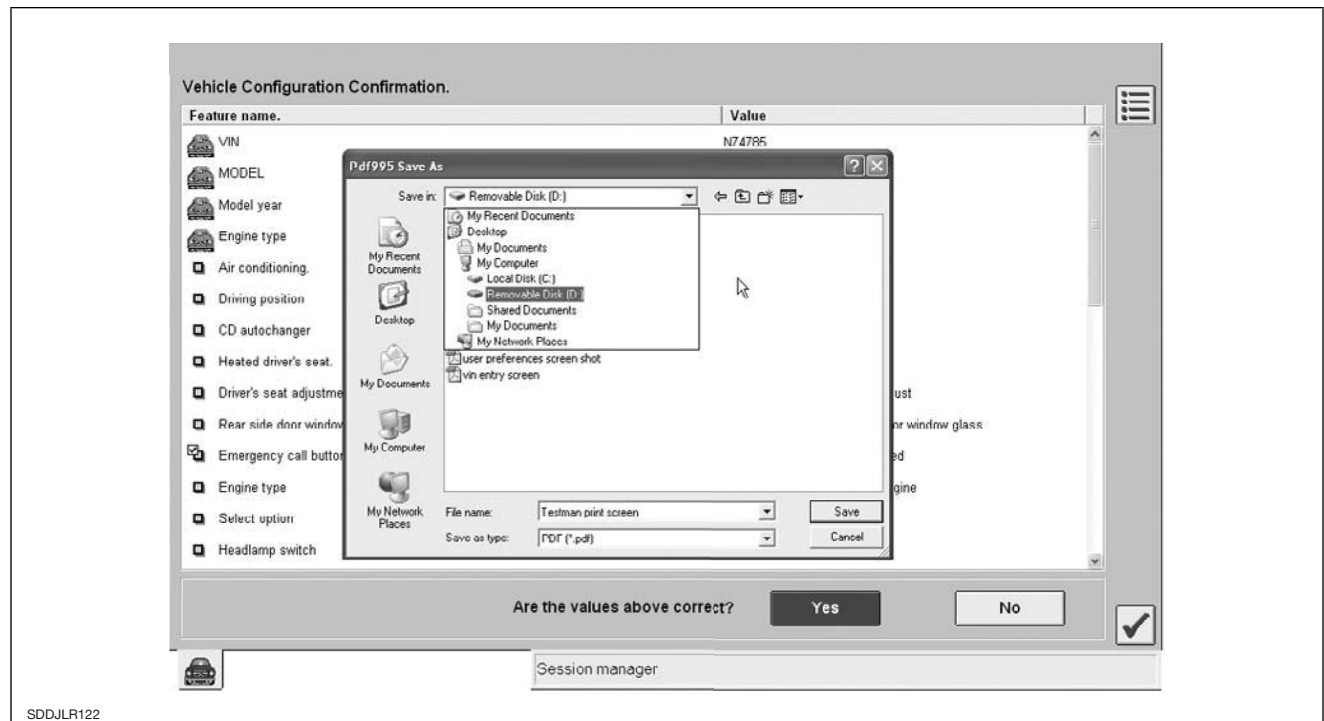 Vehicle Configuration Confirmation.
Feature name. Value
VIN N74785
MODEL
Model year
Engine type
Air conditioning.
Driving position
CD autochanger
Heated driver's seat.
Driver's seat adjustme ust
Rear side door window or window glass
Emergency call button ed
Engine type gine
Select option
Headlamp switch
Pdf995 Save As
Save in: Removable Disk (D:)
My Recent Documents
Desktop
My Documents
My Computer
Local Disk (C:)
Removable Disk (D:)
Shared Documents
My Documents
My Network Places
user preferences screen shot
vin entry screen
My Recent
Documents
Desktop
My Documents
My Computer
My Network
Places
File name: Testman print screen Save
Save as type: PDF (*.pdf) Cancel
Are the values above correct? Yes No
Session manager
SDDJLR122